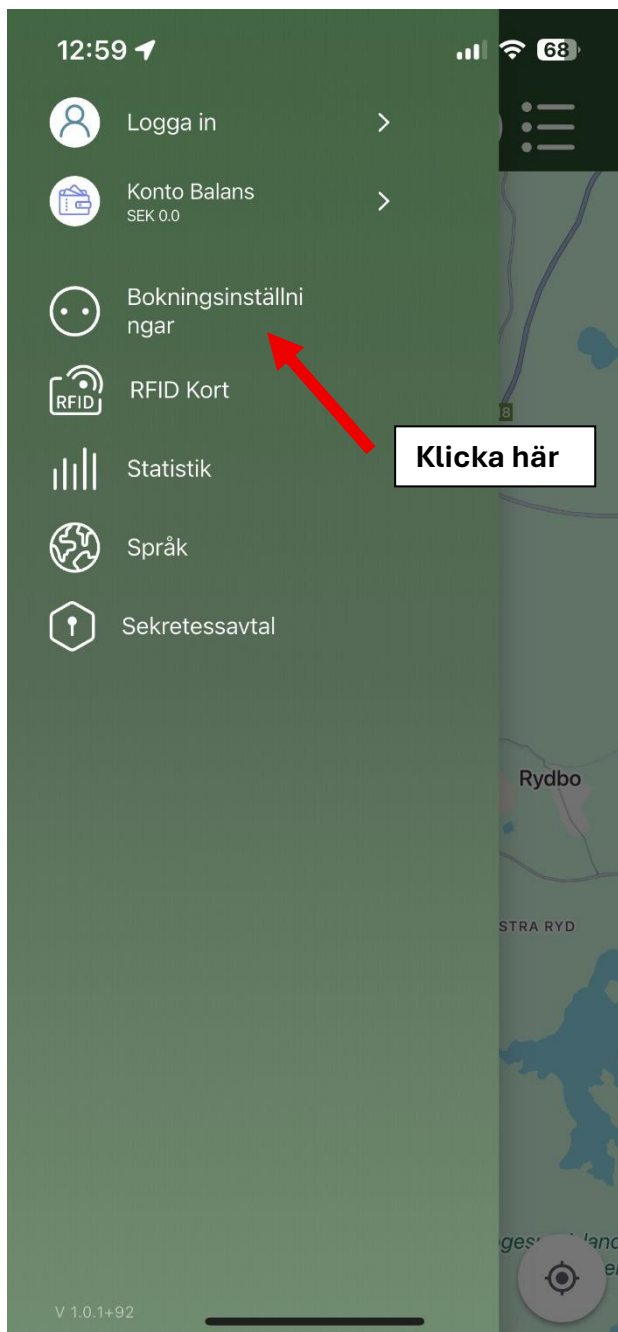 12:59
68
Logga in
Konto Balans
SEK 0.0
Bokningsinställni
ngar
RFID
RFID Kort
Klicka här
Statistik
Språk
Sekretessavtal
Rydbo
STRA RYD
V 1.0.1+92